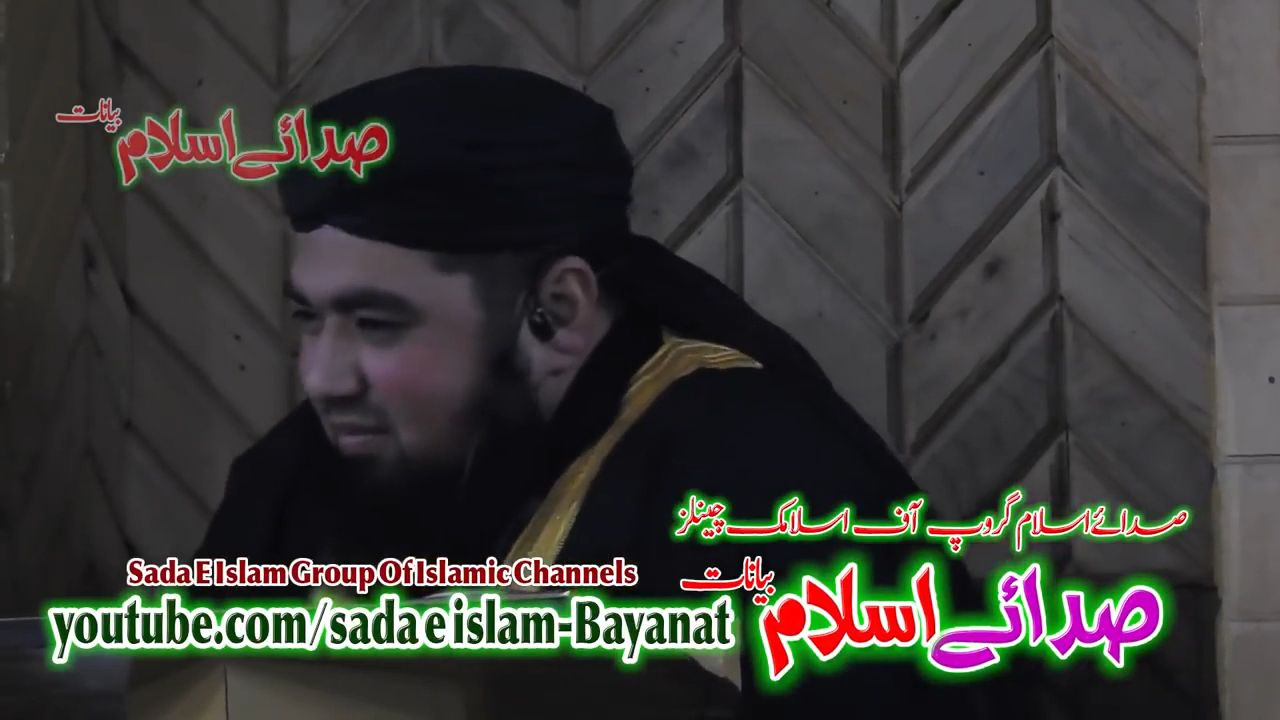 بیانات
صدائے اسلام
صدائے اسلام گروپ آف اسلامک چینلز
Sada E Islam Group Of Islamic Channels
بیانات
youtube.com/sada e islam-Bayanat
صدائے اسلام